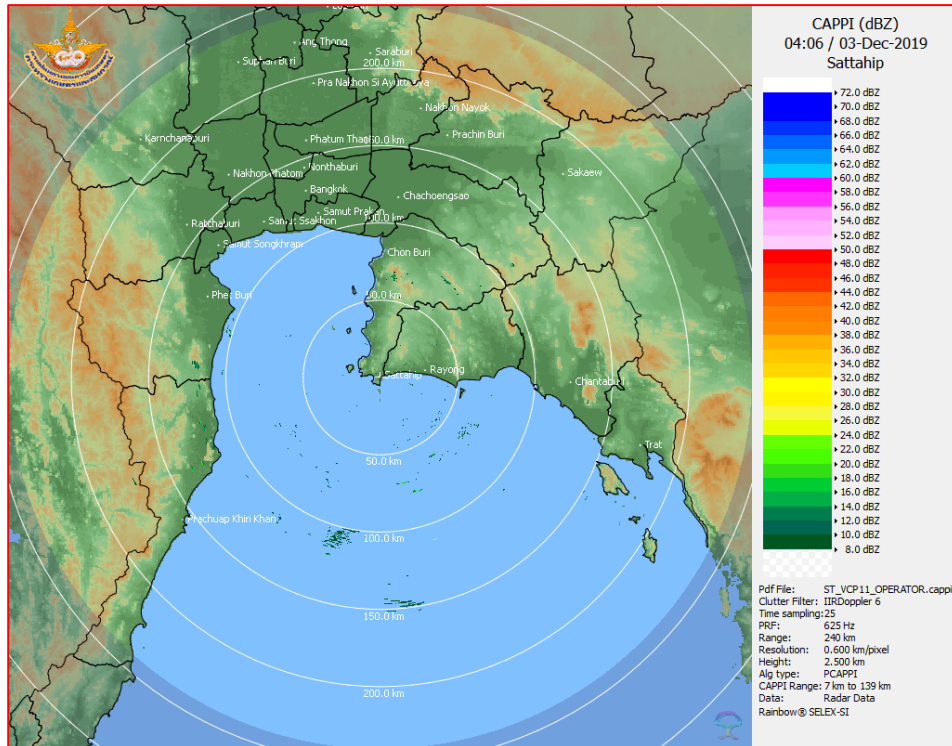 CAPPI (dBZ)
04:06 / 03-Dec-2019
Sattahip
72.0 dBZ
70.0 dBZ
68.0 dBZ
66.0 dBZ
64.0 dBZ
62.0 dBZ
60.0 dBZ
58.0 dBZ
56.0 dBZ
54.0 dBZ
52.0 dBZ
50.0 dBZ
48.0 dBZ
46.0 dBZ
44.0 dBZ
42.0 dBZ
40.0 dBZ
38.0 dBZ
36.0 dBZ
34.0 dBZ
32.0 dBZ
30.0 dBZ
28.0 dBZ
26.0 dBZ
24.0 dBZ
22.0 dBZ
20.0 dBZ
18.0 dBZ
16.0 dBZ
14.0 dBZ
12.0 dBZ
10.0 dBZ
8.0 dBZ
Pdf File: ST_VCP11_OPERATOR.cappi
Clutter Filter: IIRDoppler 6
Time sampling:25
PRF: 625 Hz
Range: 240 km
Resolution: 0.600 km/pixel
Height: 2.500 km
Alg type: PCAPPI
CAPPI Range: 7 km to 139 km
Data: Radar Data
Rainbow® SELEX-SI
Ang Thong
Saraburi
Suphan Buri
200.0 km
Pra Nakhon Si Ayutthaya
Nakhon Nayok
Karnchanaburi
Phatum Than
Prachin Buri
Nonthaburi
Nakhon Phatom
Sakaew
Bangkok
Chachoengsao
Samut Prakan
Ratchaburi
Samut Ssakhon
Samut Songkhram
Chon Buri
Phet Buri
50.0 km
Sattahip
Rayong
Chantaburi
Trat
50.0 km
Prachuap Khiri Khan
100.0 km
150.0 km
200.0 km